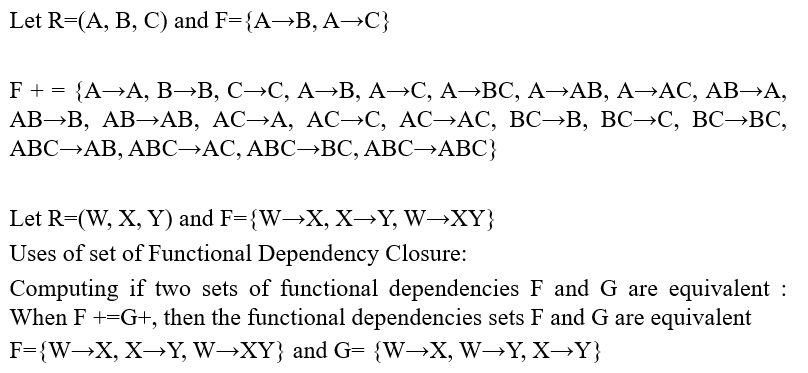 Let R=(A, B, C) and F={A→B, A→C}
F + = {A→A, B→B, C→C, A→B, A→C, A→BC, A→AB, A→AC, AB→A,
AB→B, AB→AB, AC→A, AC→C, AC→AC, BC→B, BC→C, BC→BC,
ABC→AB, ABC→AC, ABC→BC, ABC→ABC}
Let R=(W, X, Y) and F={W→X, X→Y, W→XY}
Uses of set of Functional Dependency Closure:
Computing if two sets of functional dependencies F and G are equivalent :
When F +=G+, then the functional dependencies sets F and G are equivalent
F={W→X, X→Y, W→XY} and G= {W→X, W→Y, X→Y}